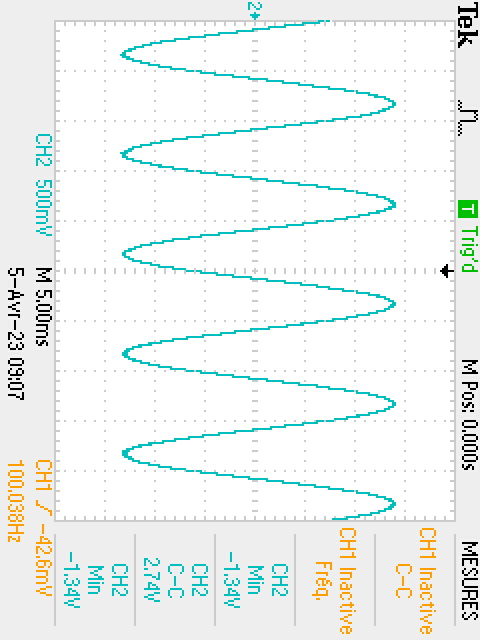 Tek Trig'd M Pos: 0.000s MESURES
CH1 Inactive
C-C
CH1 Inactive
Fréq.
CH2
Min
-1.34V
CH2
C-C
2.74V
CH2
Min
-1.34V
2
CH2 500mV M 5.00ms CH1 -42.6mV
5-Avr-23 09:07 100.038Hz